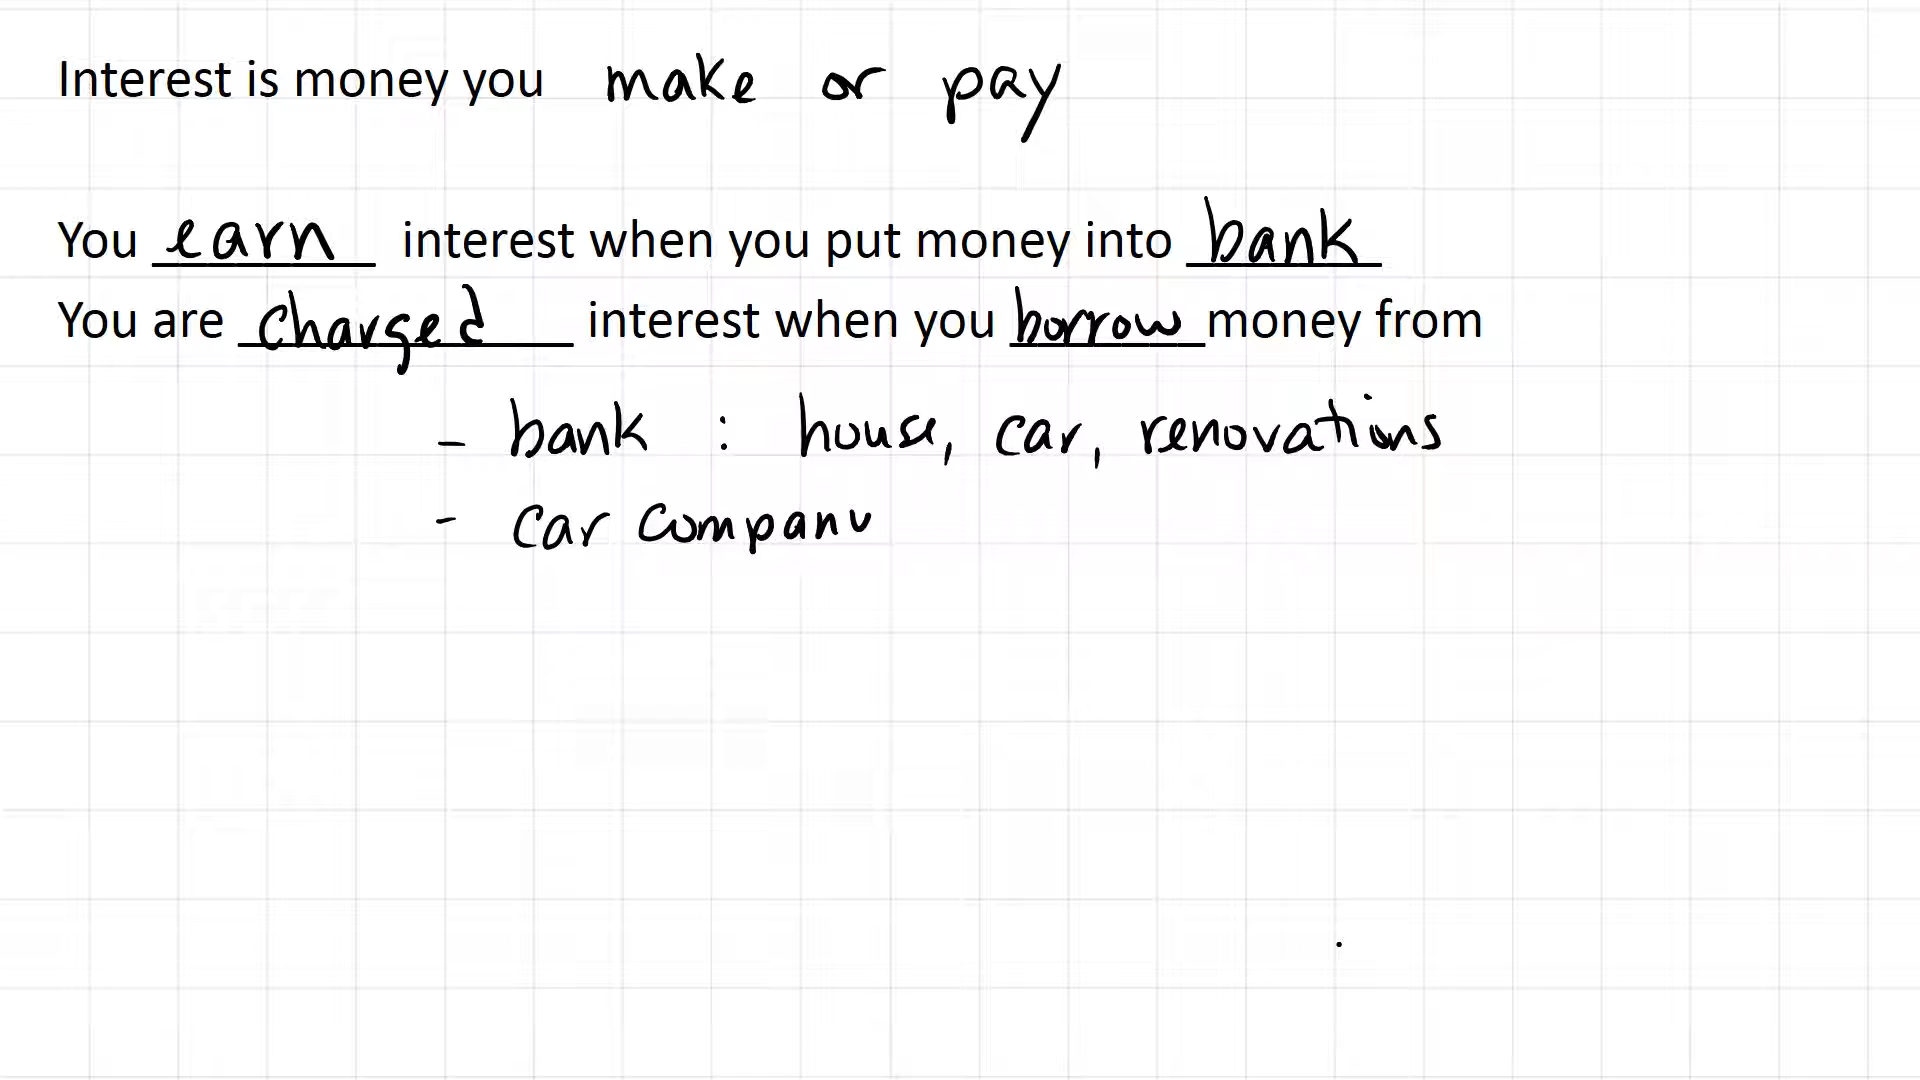 Interest is money you make or pay
You earn interest when you put money into bank
You are charged interest when you borrow money from
- bank : house, car, renovations
- car company